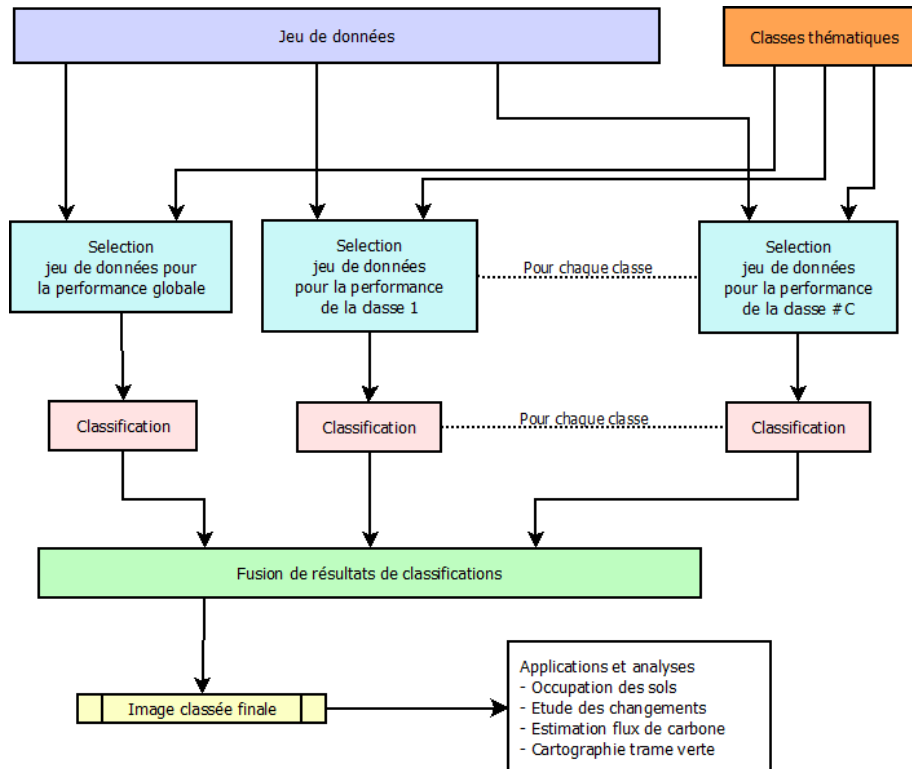 Jeu de données
Classes thématiques
Selection
jeu de données pour
la performance globale
Selection
jeu de données
pour la performance
de la classe 1
Pour chaque classe
Selection
jeu de données
pour la performance
de la classe #C
Classification
Classification
Pour chaque classe
Classification
Fusion de résultats de classifications
Image classée finale
Applications et analyses
- Occupation des sols
- Etude des changements
- Estimation flux de carbone
- Cartographie trame verte